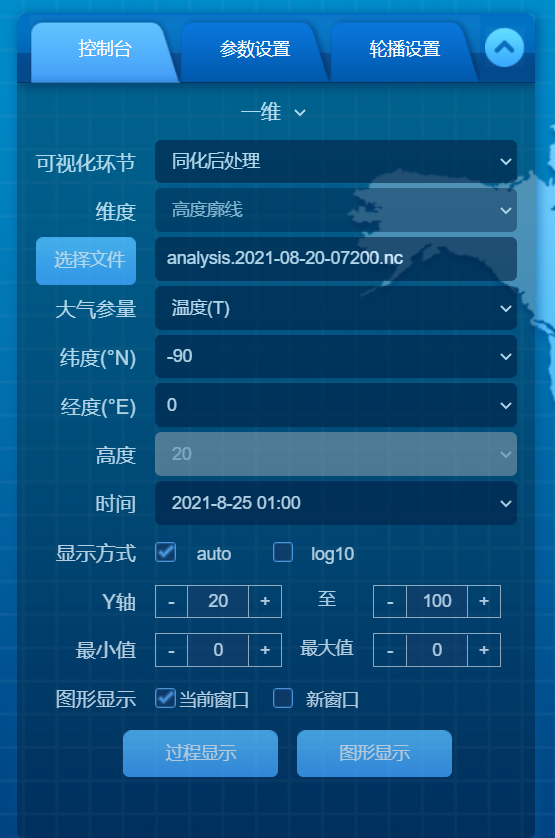 控制台 参数设置 轮播设置
一维
可视化环节 同化后处理
维度 高度廓线
选择文件 analysis.2021-08-20-07200.nc
大气参量 温度(T)
纬度(°N) -90
经度(°E) 0
高度 20
时间 2021-8-25 01:00
显示方式 auto log10
Y轴 - 20 + 至 - 100 +
最小值 - 0 + 最大值 - 0 +
图形显示 当前窗口 新窗口
过程显示 图形显示